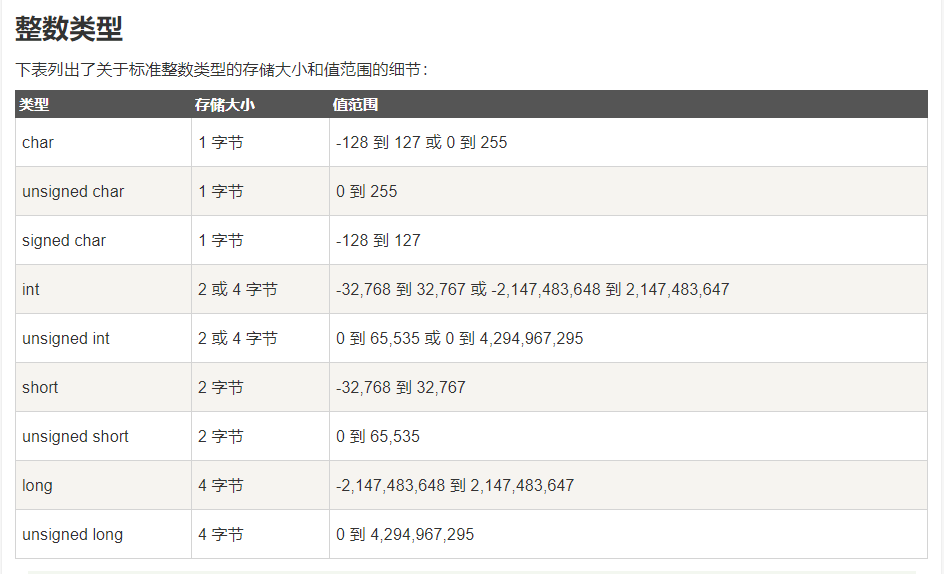 整数类型
下表列出了关于标准整数类型的存储大小和值范围的细节：
类型 存储大小 值范围
char 1 字节 -128 到 127 或 0 到 255
unsigned char 1 字节 0 到 255
signed char 1 字节 -128 到 127
int 2 或 4 字节 -32,768 到 32,767 或 -2,147,483,648 到 2,147,483,647
unsigned int 2 或 4 字节 0 到 65,535 或 0 到 4,294,967,295
short 2 字节 -32,768 到 32,767
unsigned short 2 字节 0 到 65,535
long 4 字节 -2,147,483,648 到 2,147,483,647
unsigned long 4 字节 0 到 4,294,967,295